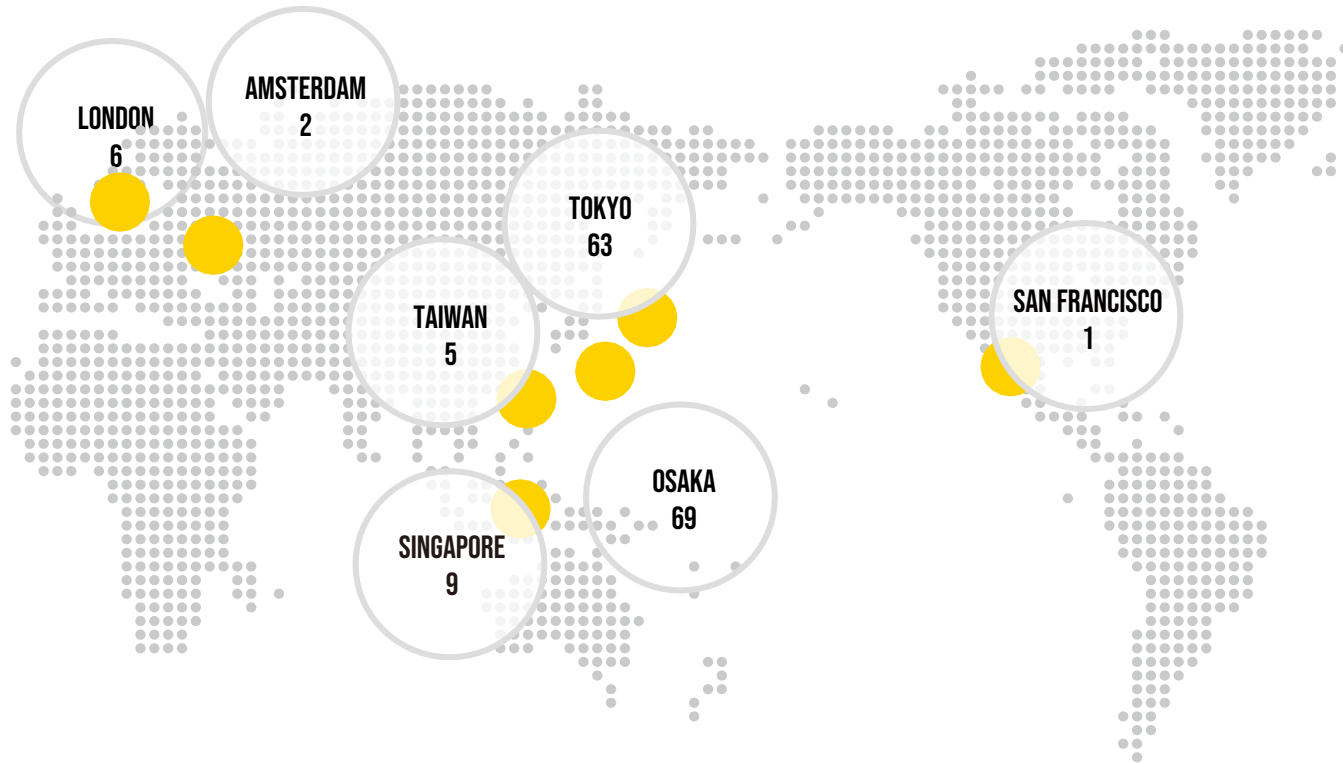 LONDON
6
AMSTERDAM
2
TOKYO
63
TAIWAN
5
SAN FRANCISCO
1
OSAKA
69
SINGAPORE
9